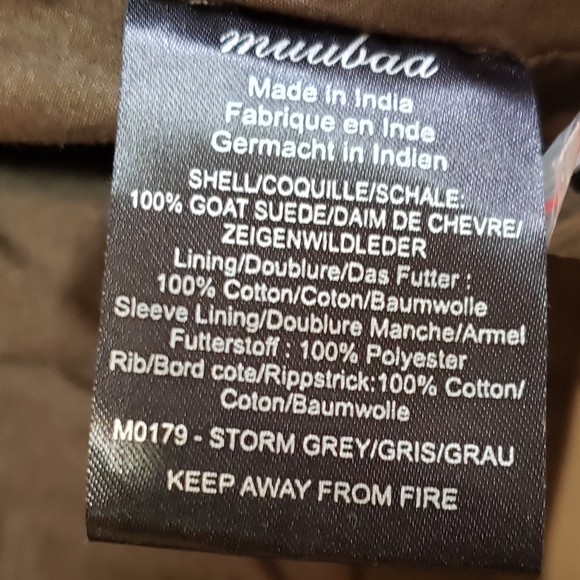 muubaa
Made in India
Fabrique en Inde
Germacht in Indien
SHELL/COQUILLE/SCHALE:
100% GOAT SUEDE/DAIM DE CHEVRE/
ZEIGENWILDLEDER
Lining/Doublure/Das Futter :
100% Cotton/Coton/Baumwolle
Sleeve Lining/Doublure Manche/Armel
Futterstoff : 100% Polyester
Rib/Bord cote/Rippstrick:100% Cotton/
Coton/Baumwolle
M0179 - STORM GREY/GRIS/GRAU
KEEP AWAY FROM FIRE